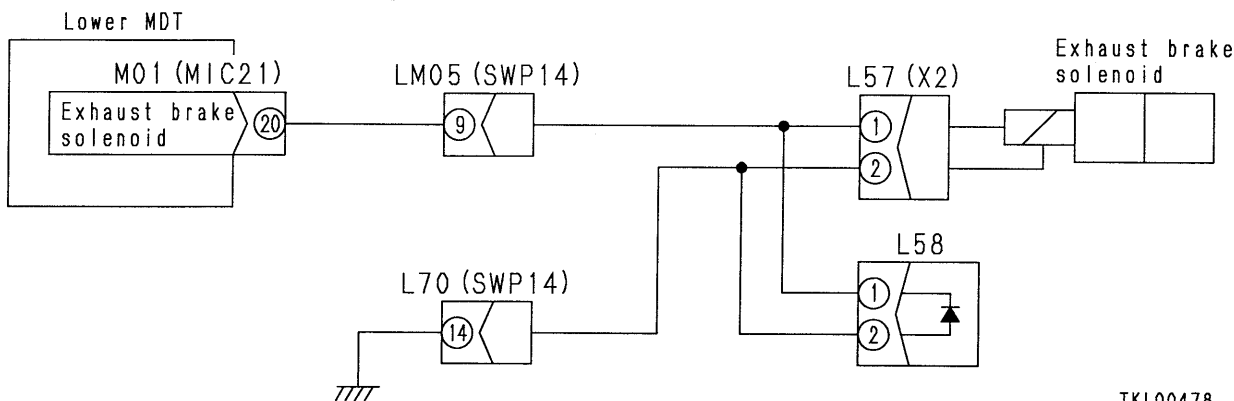 Lower MDT
M01 (MIC21)
Exhaust brake
solenoid
20
LM05 (SWP14)
9
L57 (X2)
1
2
Exhaust brake
solenoid
L58
1
2
L70 (SWP14)
14
TKL00478